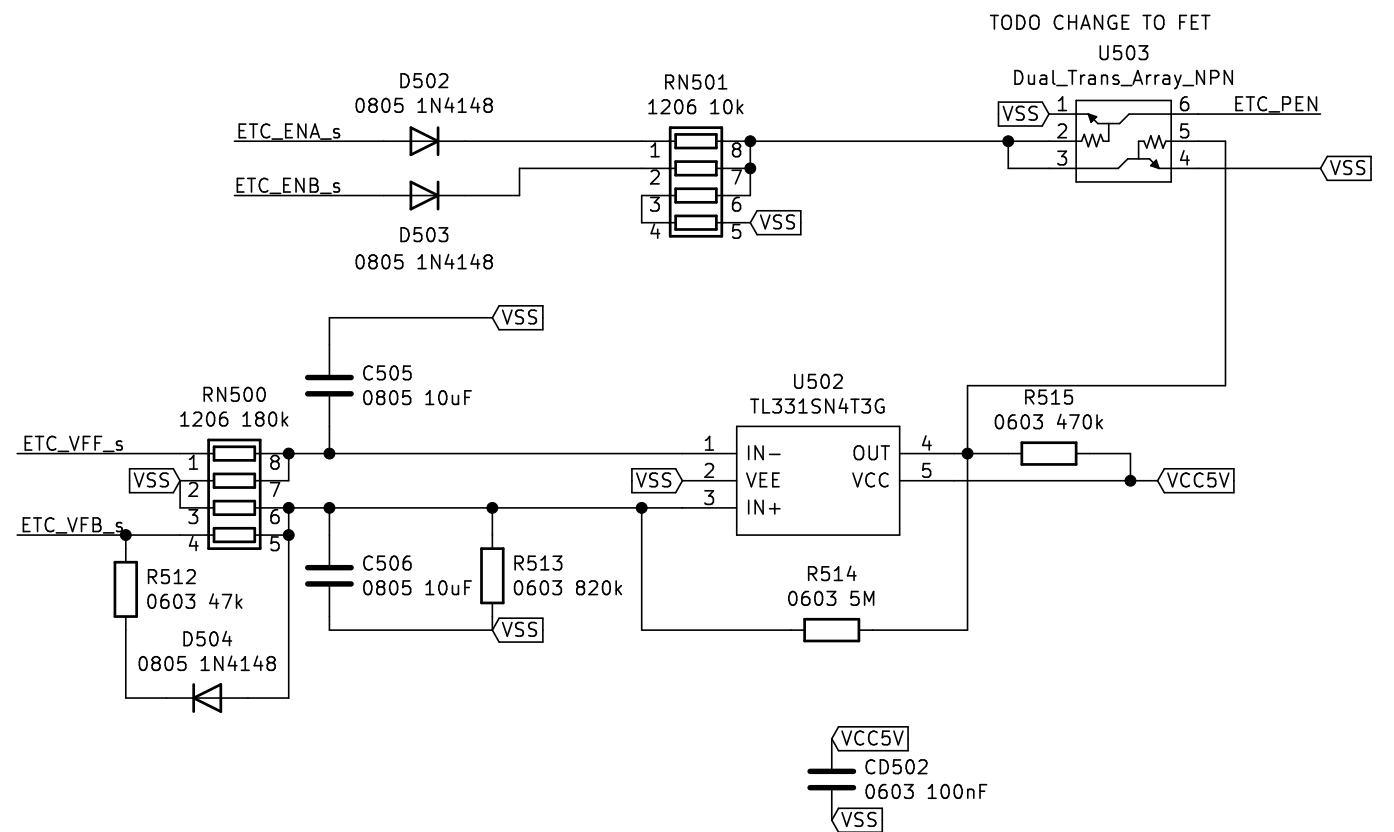 TODO CHANGE TO FET
U503
Dual_Trans_Array_NPN
D502
0805 1N4148
RN501
1206 10k
VSS
1
6
ETC_PEN
ETC_ENA_s
2
5
1
8
3
4
VSS
ETC_ENB_s
2
7
3
6
4
5
VSS
D503
0805 1N4148
VSS
C505
0805 10uF
RN500
1206 180k
U502
TL331SN4T3G
R515
0603 470k
ETC_VFF_s
1
8
1
IN-
OUT
4
VSS
2
7
VSS
2
VEE
VCC
5
VCC5V
3
6
3
IN+
ETC_VFB_s
4
5
R512
0603 47k
C506
0805 10uF
R513
0603 820k
R514
0603 5M
VSS
D504
0805 1N4148
VCC5V
CD502
0603 100nF
VSS